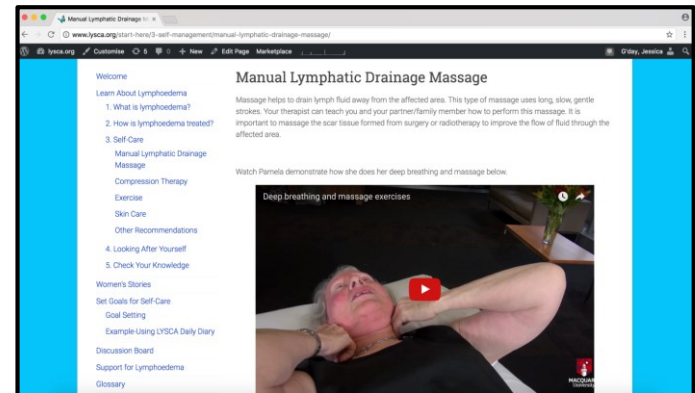 Manual Lymphatic Drainage
www.lysca.org/start-here/3-self-management/manual-lymphatic-drainage-massage/
lysca.org Customise 5 0 + New Edit Page Marketplace G'day, Jessica
Welcome
Learn About Lymphoedema
1. What is lymphoedema?
2. How is lymphoedema treated?
3. Self-Care
Manual Lymphatic Drainage
Massage
Compression Therapy
Exercise
Skin Care
Other Recommendations
4. Looking After Yourself
5. Check Your Knowledge
Women's Stories
Set Goals for Self-Care
Goal Setting
Example-Using LYSCA Daily Diary
Discussion Board
Support for Lymphoedema
Glossary
Manual Lymphatic Drainage Massage
Massage helps to drain lymph fluid away from the affected area. This type of massage uses long, slow, gentle
strokes. Your therapist can teach you and your partner/family member how to perform this massage. It is
important to massage the scar tissue formed from surgery or radiotherapy to improve the flow of fluid through the
affected area.
Watch Pamela demonstrate how she does her deep breathing and massage below.
Deep breathing and massage exercises
MACQUARIE
University